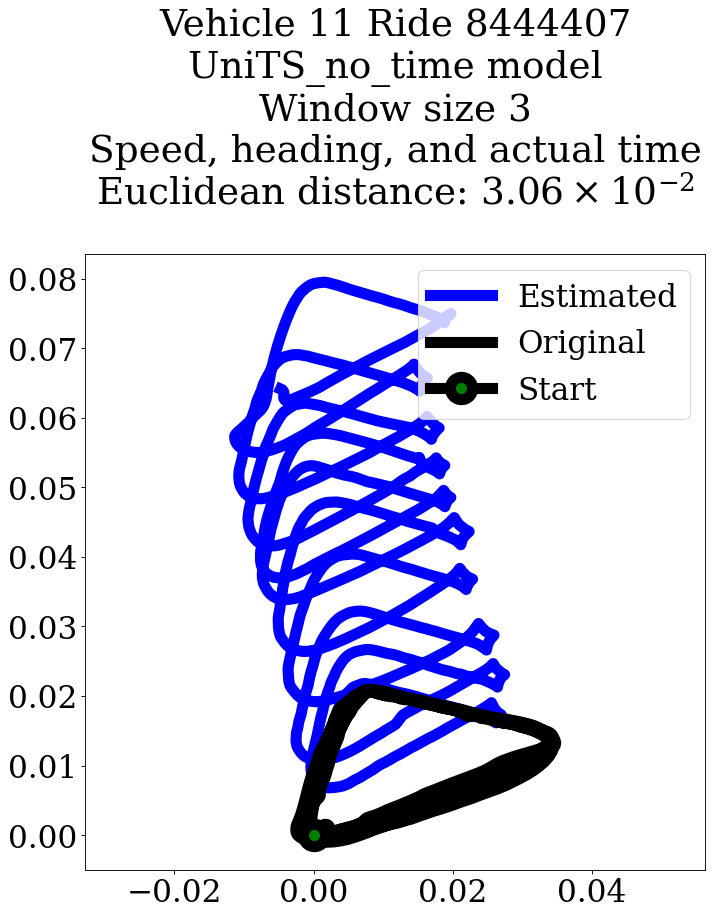 Vehicle 11 Ride 8444407
UniTS_no_time model
Window size 3
Speed, heading, and actual time
Euclidean distance: 3.06 × 10⁻²
0.08
0.07
0.06
0.05
0.04
0.03
0.02
0.01
0.00
Estimated
Original
Start
−0.02 0.00 0.02 0.04